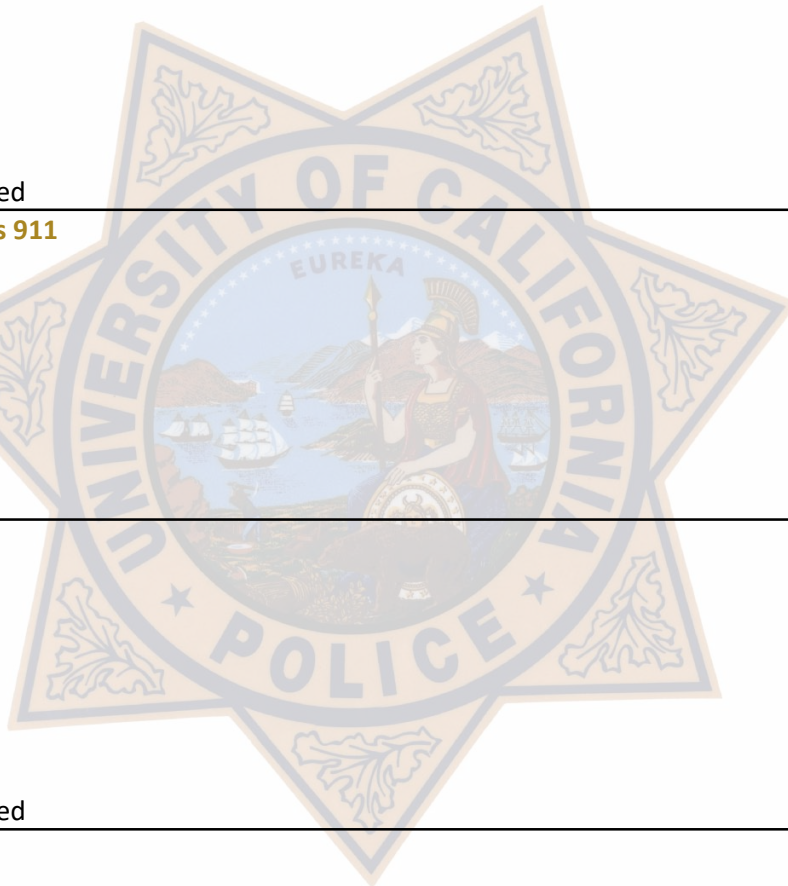 ed
s 911
UNIVERSITY OF CALIFORNIA
EUREKA
POLICE
ed